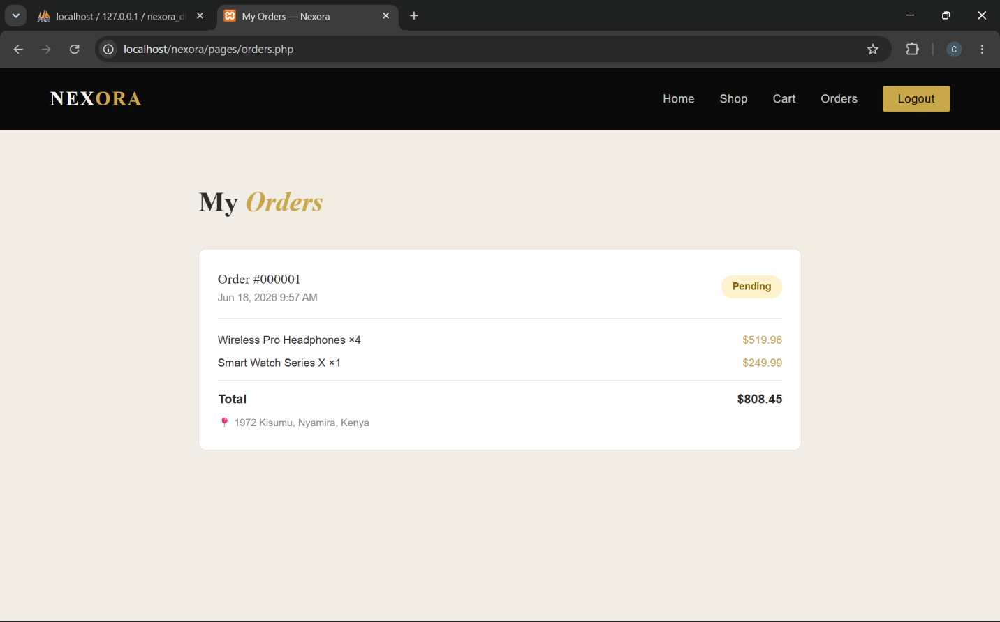 localhost / 127.0.0.1 / nexora_d
My Orders — Nexora
localhost/nexora/pages/orders.php
C
NEXORA
Home
Shop
Cart
Orders
Logout
My Orders
Order #000001
Pending
Jun 18, 2026 9:57 AM
Wireless Pro Headphones ×4
$519.96
Smart Watch Series X ×1
$249.99
Total
$808.45
1972 Kisumu, Nyamira, Kenya